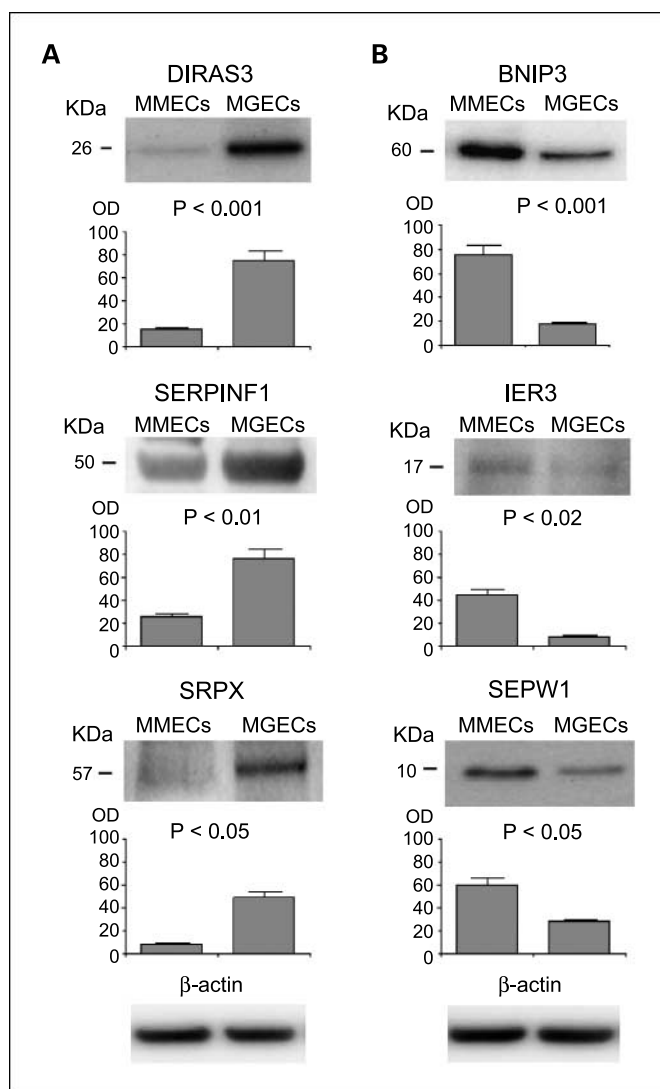 A
DIRAS3
KDa MMECs MGECs
26
OD P < 0.001
100
80
60
40
20
0
SERPINF1
KDa MMECs MGECs
50
OD P < 0.01
100
80
60
40
20
0
SRPX
KDa MMECs MGECs
57
OD P < 0.05
100
80
60
40
20
0
β-actin
B
BNIP3
KDa MMECs MGECs
60
OD P < 0.001
100
80
60
40
20
0
IER3
KDa MMECs MGECs
17
OD P < 0.02
100
80
60
40
20
0
SEPW1
KDa MMECs MGECs
10
OD P < 0.05
100
80
60
40
20
0
β-actin